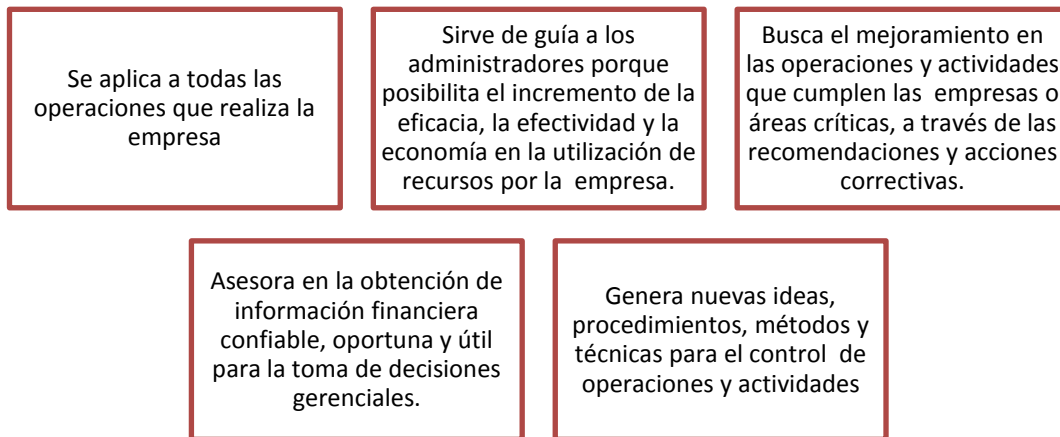 Se aplica a todas las
operaciones que realiza la
empresa
Sirve de guía a los
administradores porque
posibilita el incremento de la
eficacia, la efectividad y la
economía en la utilización de
recursos por la empresa.
Busca el mejoramiento en
las operaciones y actividades
que cumplen las empresas o
áreas críticas, a través de las
recomendaciones y acciones
correctivas.
Asesora en la obtención de
información financiera
confiable, oportuna y útil
para la toma de decisiones
gerenciales.
Genera nuevas ideas,
procedimientos, métodos y
técnicas para el control de
operaciones y actividades